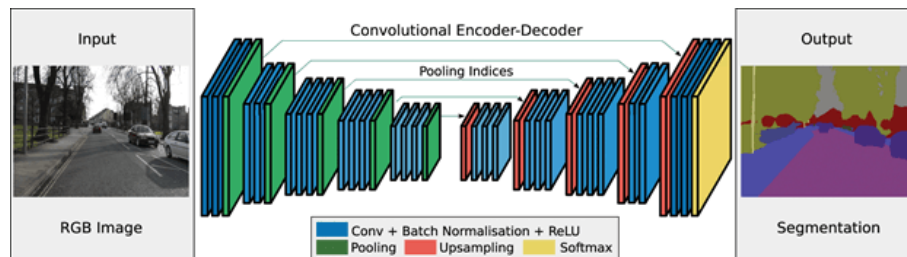 Input
RGB Image
Convolutional Encoder-Decoder
Pooling Indices
Conv + Batch Normalisation + ReLU
Pooling Upsampling Softmax
Output
Segmentation